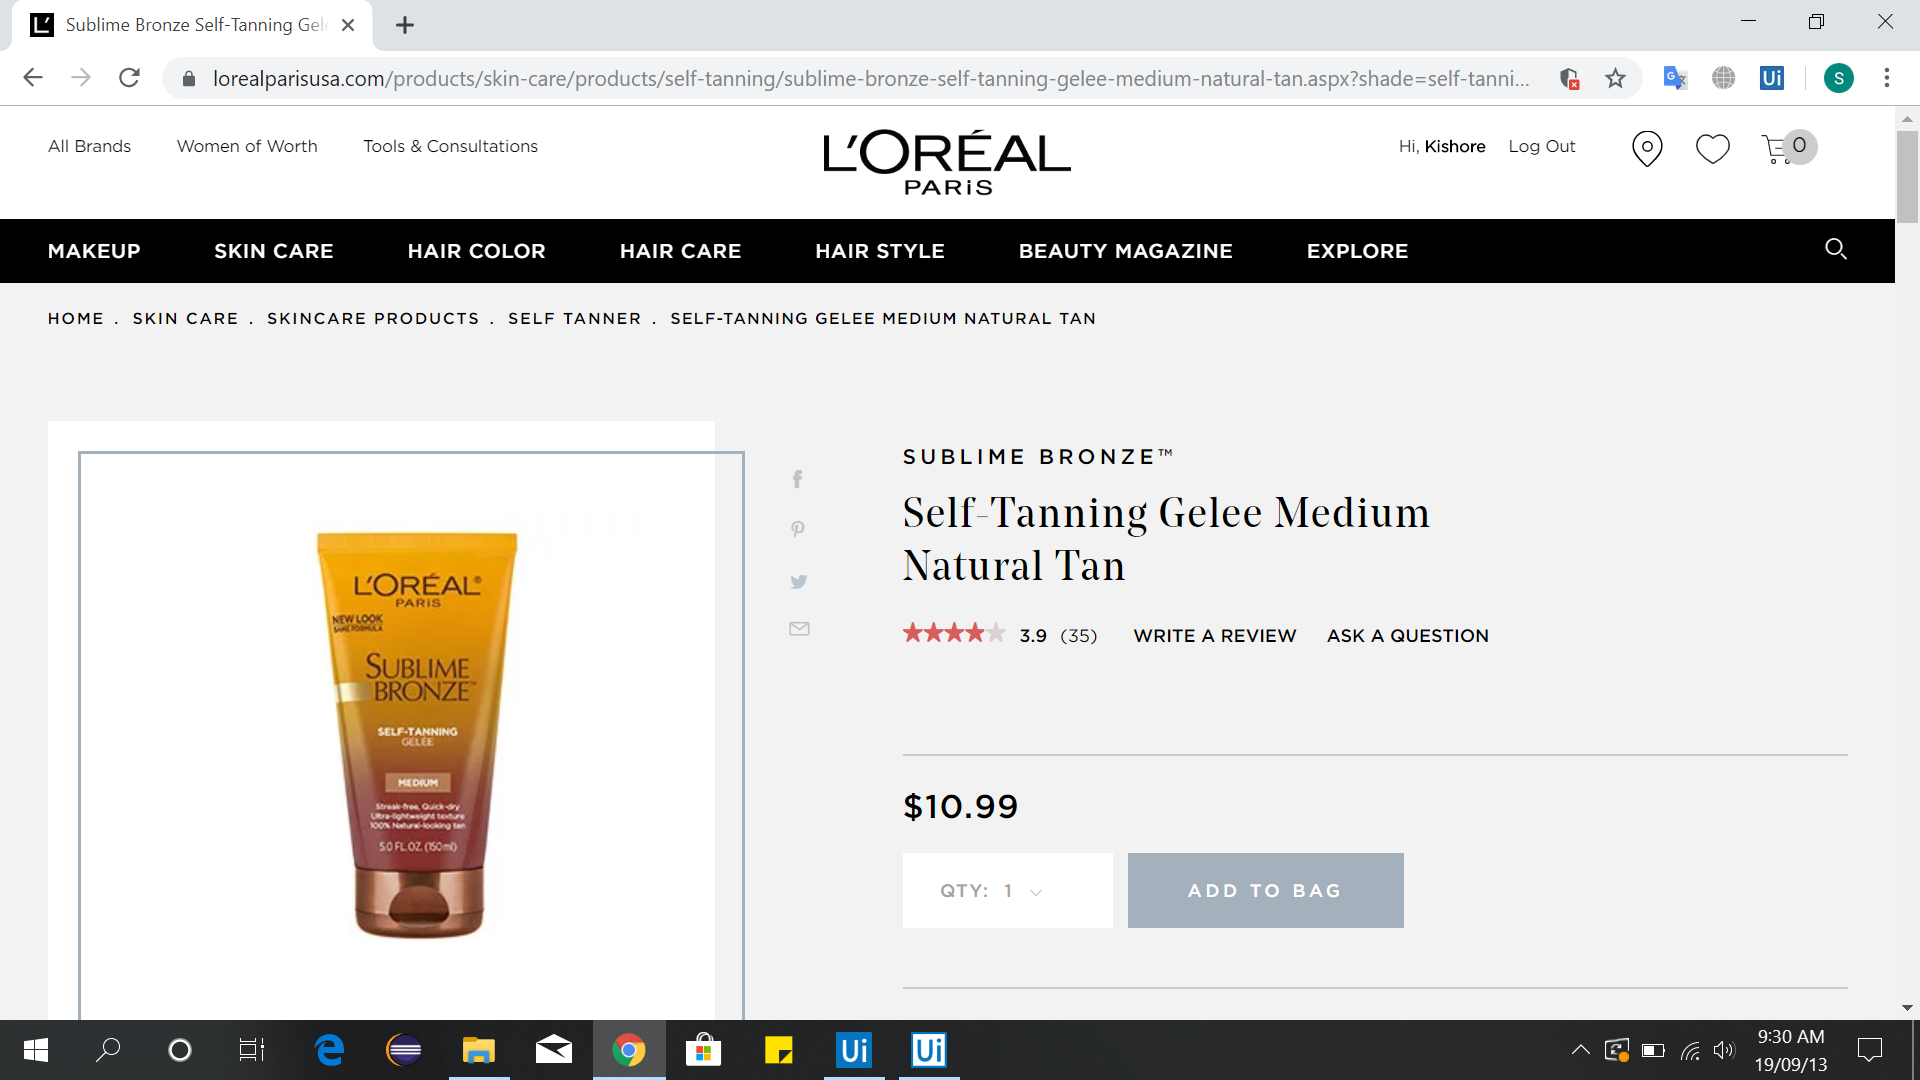 Sublime Bronze Self-Tanning Gel
lorealparisusa.com/products/skin-care/products/self-tanning/sublime-bronze-self-tanning-gelee-medium-natural-tan.aspx?shade=self-tanni...
S
All Brands
Women of Worth
Tools & Consultations
L'ORÉAL
PARiS
Hi, Kishore
Log Out
0
MAKEUP
SKIN CARE
HAIR COLOR
HAIR CARE
HAIR STYLE
BEAUTY MAGAZINE
EXPLORE
HOME . SKIN CARE . SKINCARE PRODUCTS . SELF TANNER . SELF-TANNING GELEE MEDIUM NATURAL TAN
L'ORÉAL®
PARIS
NEW LOOK
SAME FORMULA
SUBLIME
BRONZE™
SELF-TANNING
GELÉE
MEDIUM
Streak-free, Quick-dry
Ultra-lightweight texture
100% Natural-looking tan
5.0 FL.OZ. (150ml)
SUBLIME BRONZE™
Self-Tanning Gelee Medium
Natural Tan
3.9 (35)
WRITE A REVIEW
ASK A QUESTION
$10.99
QTY: 1
ADD TO BAG
Ui
Ui
9:30 AM
19/09/13